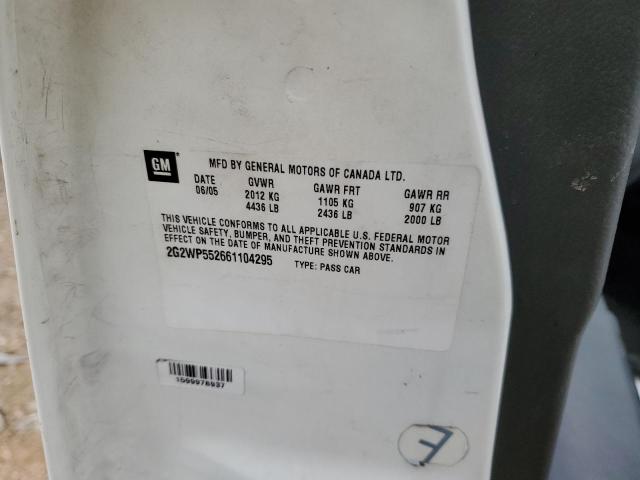 GM
MFD BY GENERAL MOTORS OF CANADA LTD.
DATE GVWR GAWR FRT GAWR RR
06/05 2012 KG 1105 KG 907 KG
4436 LB 2436 LB 2000 LB
THIS VEHICLE CONFORMS TO ALL APPLICABLE U.S. FEDERAL MOTOR
VEHICLE SAFETY, BUMPER, AND THEFT PREVENTION STANDARDS IN
EFFECT ON THE DATE OF MANUFACTURE SHOWN ABOVE.
2G2WP552661104295 TYPE: PASS CAR
1599978937
F